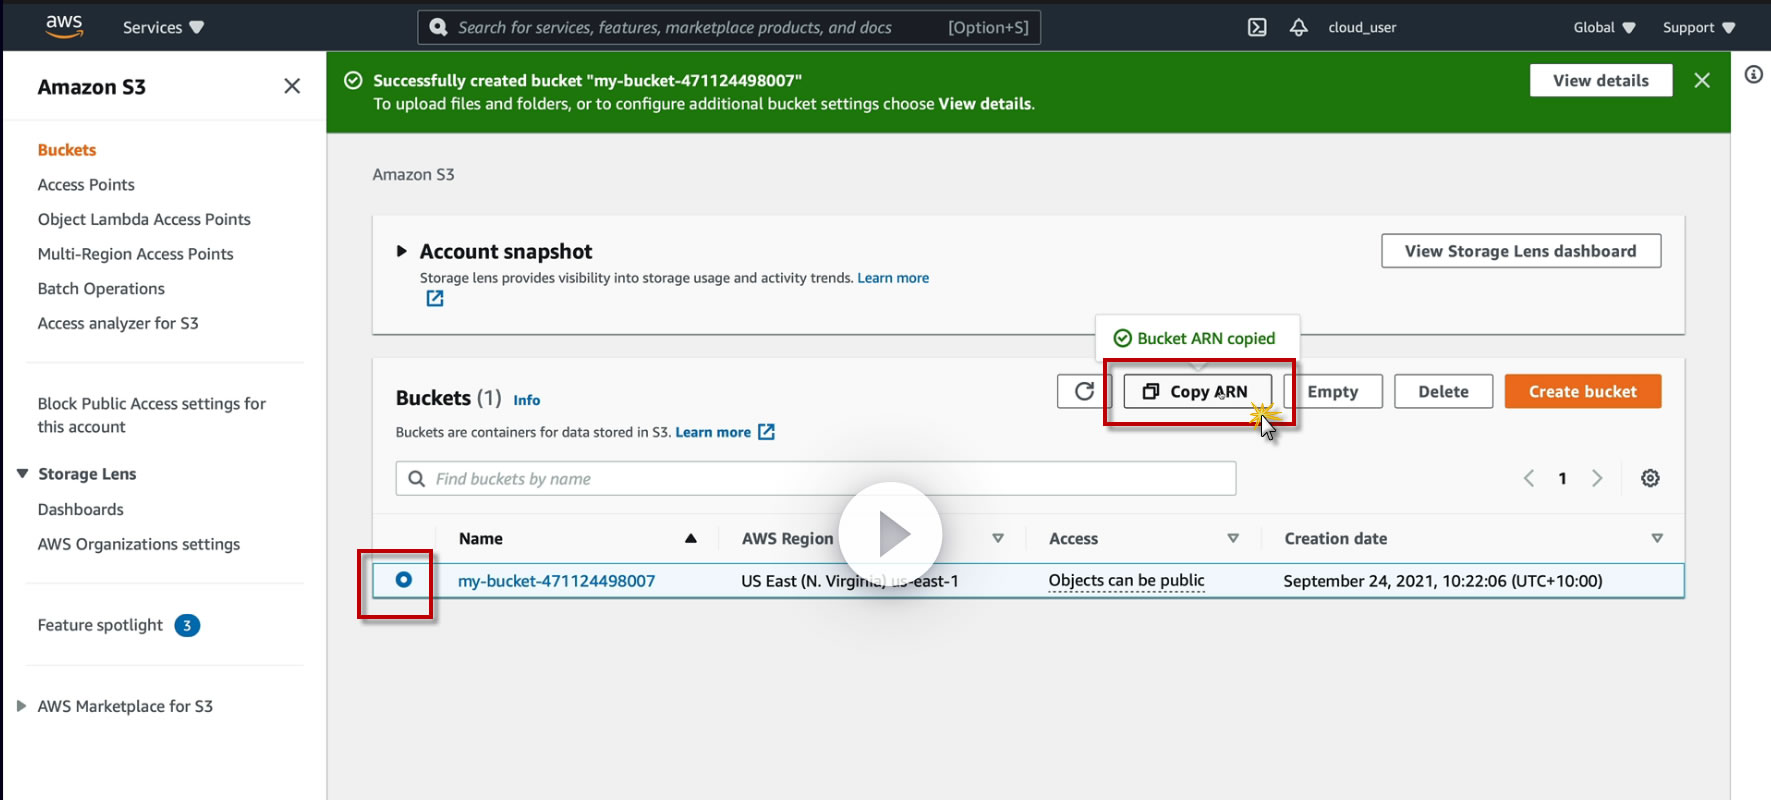 aws
Services
Search for services, features, marketplace products, and docs
[Option+S]
cloud_user
Global
Support
Amazon S3
Buckets
Access Points
Object Lambda Access Points
Multi-Region Access Points
Batch Operations
Access analyzer for S3
Block Public Access settings for
this account
Storage Lens
Dashboards
AWS Organizations settings
Feature spotlight 3
AWS Marketplace for S3
Successfully created bucket "my-bucket-471124498007"
To upload files and folders, or to configure additional bucket settings choose View details.
View details
Amazon S3
Account snapshot
Storage lens provides visibility into storage usage and activity trends. Learn more
View Storage Lens dashboard
Bucket ARN copied
Buckets (1) Info
Copy ARN
Empty
Delete
Create bucket
Buckets are containers for data stored in S3. Learn more
Find buckets by name
1
Name
AWS Region
Access
Creation date
my-bucket-471124498007
US East (N. Virginia) us-east-1
Objects can be public
September 24, 2021, 10:22:06 (UTC+10:00)